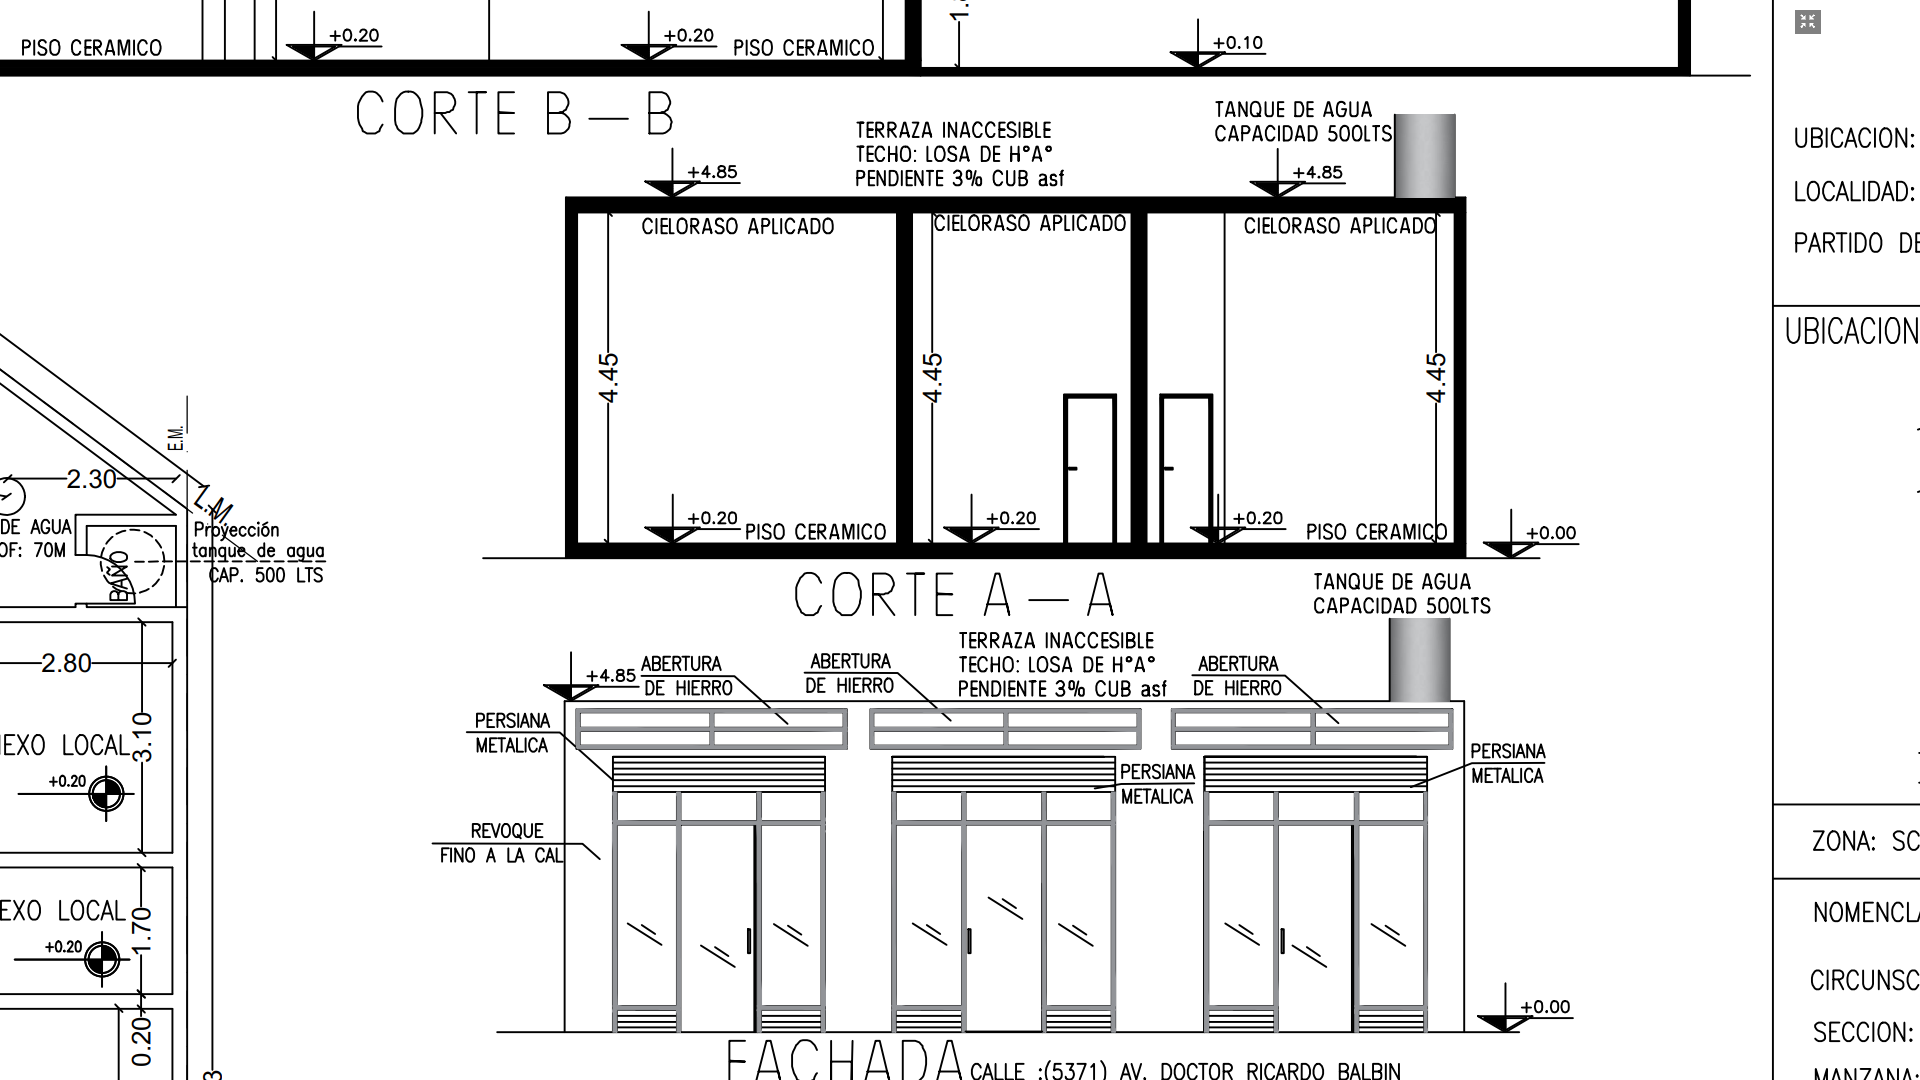 PISO CERAMICO
+0.20
+0.20
PISO CERAMICO
+0.10
CORTE B—B
TERRAZA INACCESIBLE
TECHO: LOSA DE H°A°
PENDIENTE 3% CUB asf
TANQUE DE AGUA
CAPACIDAD 500LTS
+4.85
+4.85
CIELORASO APLICADO
CIELORASO APLICADO
CIELORASO APLICADO
4.45
4.45
4.45
+0.20
PISO CERAMICO
+0.20
+0.20
PISO CERAMICO
+0.00
CORTE A—A
TANQUE DE AGUA
CAPACIDAD 500LTS
TERRAZA INACCESIBLE
TECHO: LOSA DE H°A°
PENDIENTE 3% CUB asf
+4.85
ABERTURA
DE HIERRO
ABERTURA
DE HIERRO
ABERTURA
DE HIERRO
PERSIANA
METALICA
PERSIANA
METALICA
PERSIANA
METALICA
REVOQUE
FINO A LA CAL
+0.00
FACHADA CALLE :(5371) AV. DOCTOR RICARDO BALBIN
E.M.
2.30
L.M.
DE AGUA
OF: 70M
BAÑO
Proyección
tanque de agua
CAP. 500 LTS
2.80
3.10
EXO LOCAL
+0.20
EXO LOCAL
1.70
+0.20
0.20
UBICACION:
LOCALIDAD:
PARTIDO DE
UBICACION
ZONA: SC
NOMENCLA
CIRCUNSC
SECCION:
MANZANA: